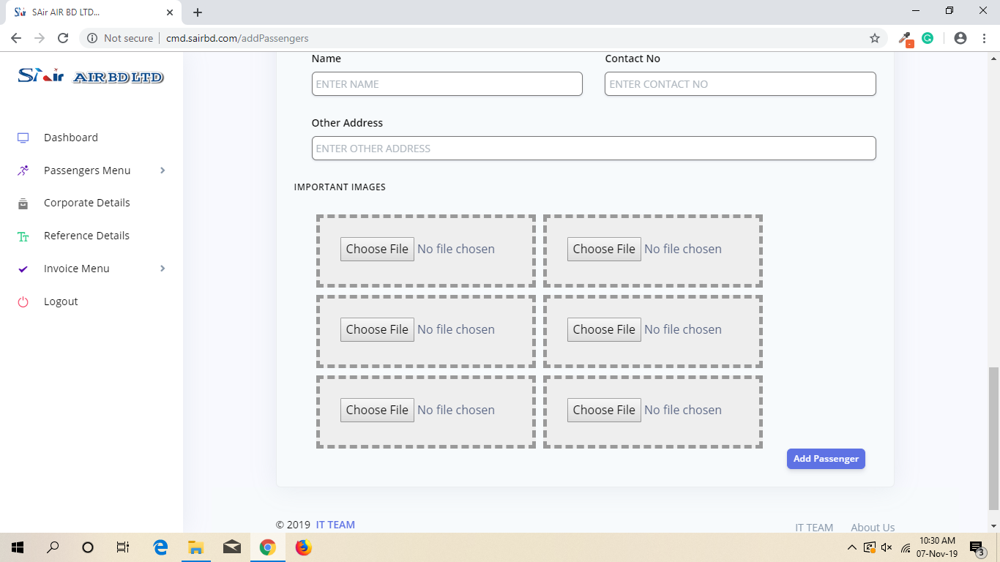 SAir AIR BD LTD...
Not secure
cmd.sairbd.com/addPassengers
SAir AIR BD LTD
Dashboard
Passengers Menu
Corporate Details
Reference Details
Invoice Menu
Logout
Name Contact No
ENTER NAME ENTER CONTACT NO
Other Address
ENTER OTHER ADDRESS
IMPORTANT IMAGES
Choose File No file chosen Choose File No file chosen
Choose File No file chosen Choose File No file chosen
Choose File No file chosen Choose File No file chosen
Add Passenger
© 2019 IT TEAM IT TEAM About Us
10:30 AM
07-Nov-19
3